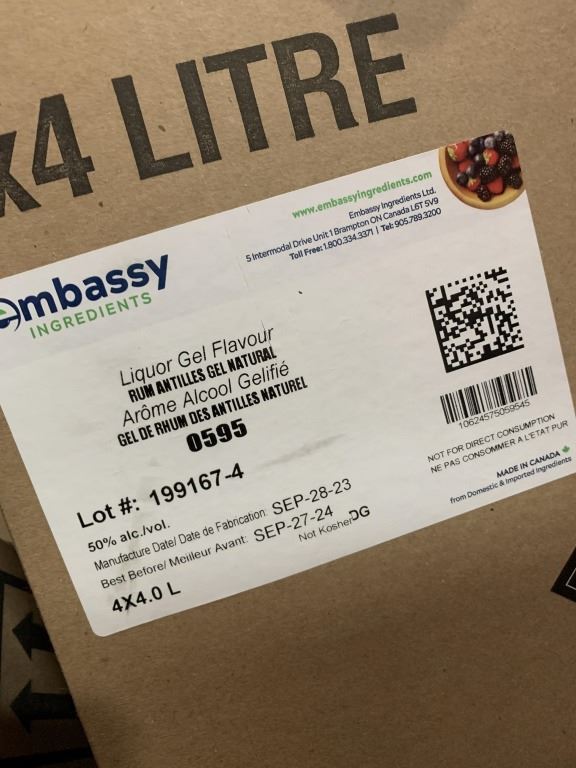 x4 LITRE
embassy
INGREDIENTS
www.embassyingredients.com
Embassy Ingredients Ltd.
5 Intermodal Drive Unit 1 Brampton ON Canada L6T 5V9
Toll Free: 1.800.334.3371 | Tel: 905.789.3200
Liquor Gel Flavour
RUM ANTILLES GEL NATURAL
Arôme Alcool Gelifié
GEL DE RHUM DES ANTILLES NATUREL
0595
10624575059545
NOT FOR DIRECT CONSUMPTION
NE PAS CONSOMMER A L'ETAT PUR
MADE IN CANADA
from Domestic & Imported Ingredients
Lot #: 199167-4
50% alc./vol.
Manufacture Date/ Date de Fabrication: SEP-28-23
Best Before/ Meilleur Avant: SEP-27-24
Not Kosher DG
4X4.0 L